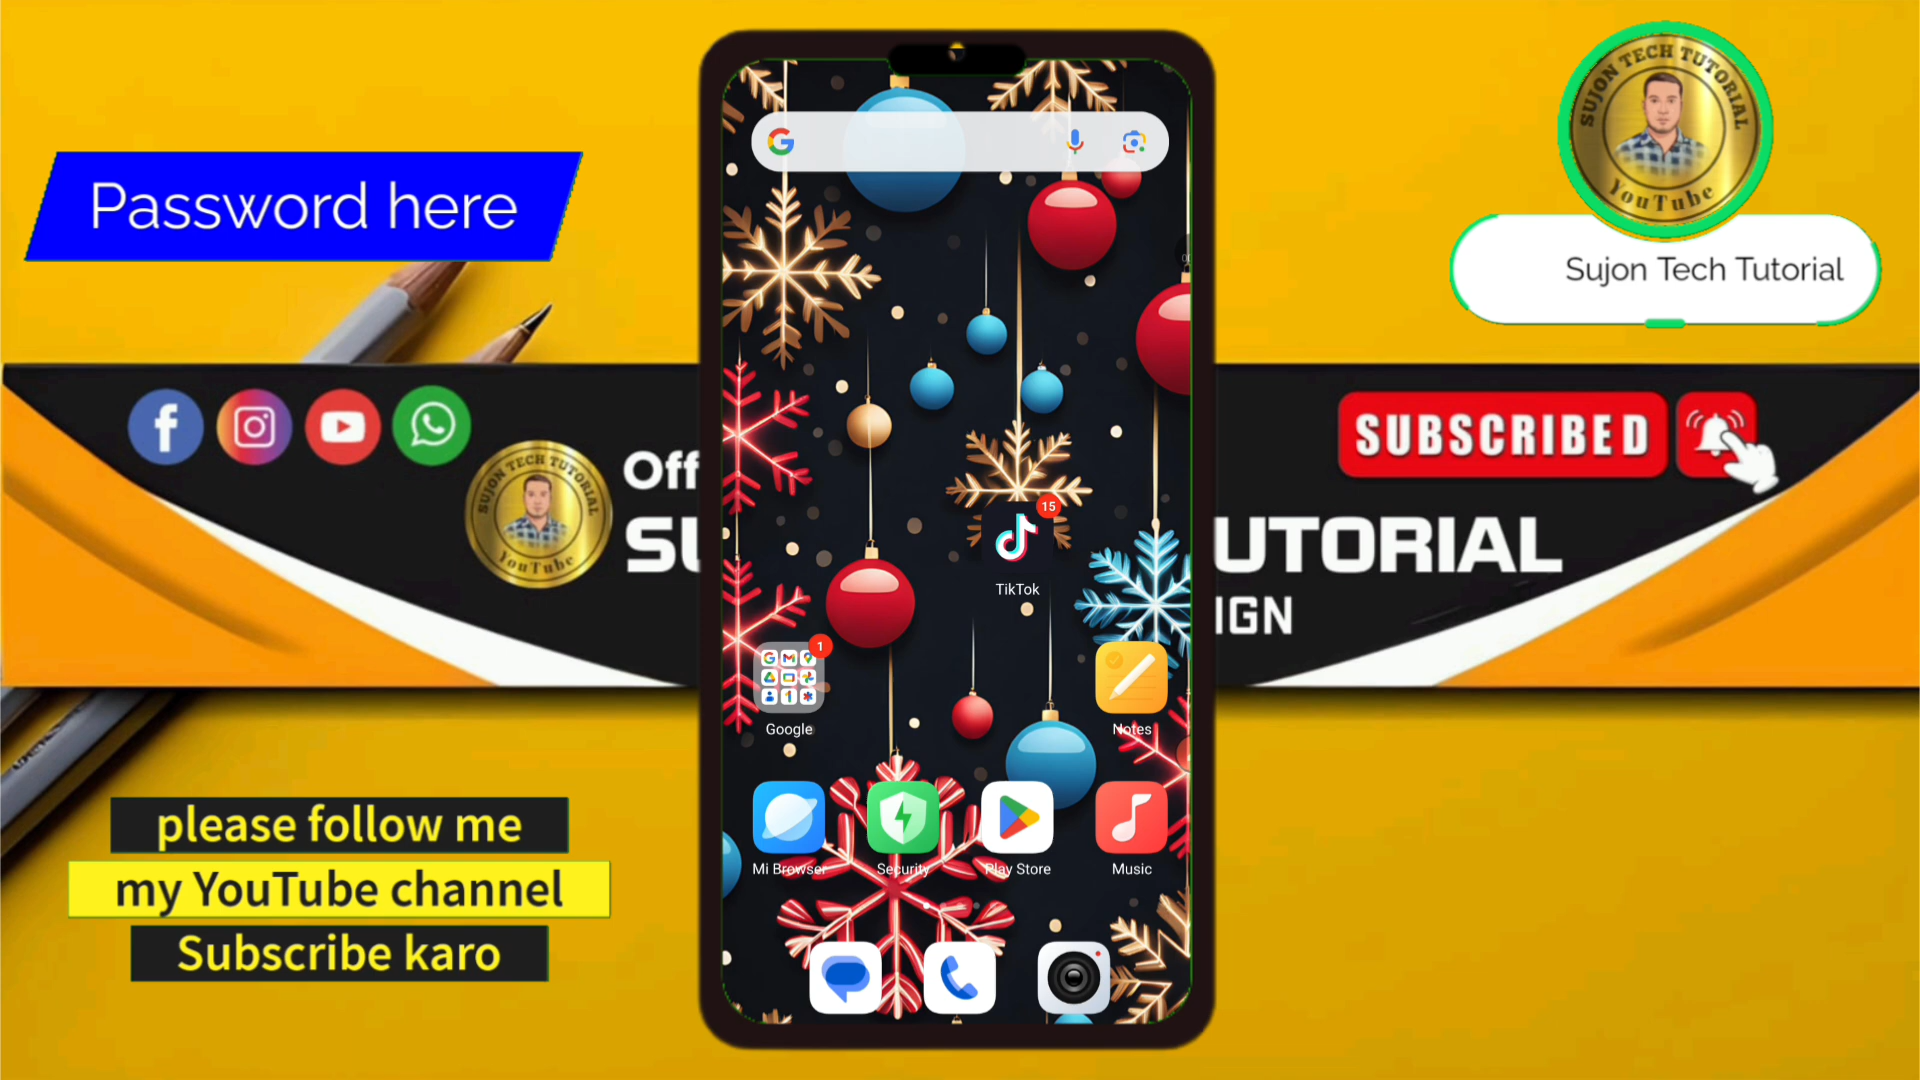 Password here
SUJON TECH TUTORIAL
YouTube
Sujon Tech Tutorial
SUBSCRIBED
SUJON TECH TUTORIAL
YouTube
Off
SU
UTORIAL
IGN
15
TikTok
1
Google
Notes
Mi Browser
Security
Play Store
Music
please follow me
my YouTube channel
Subscribe karo